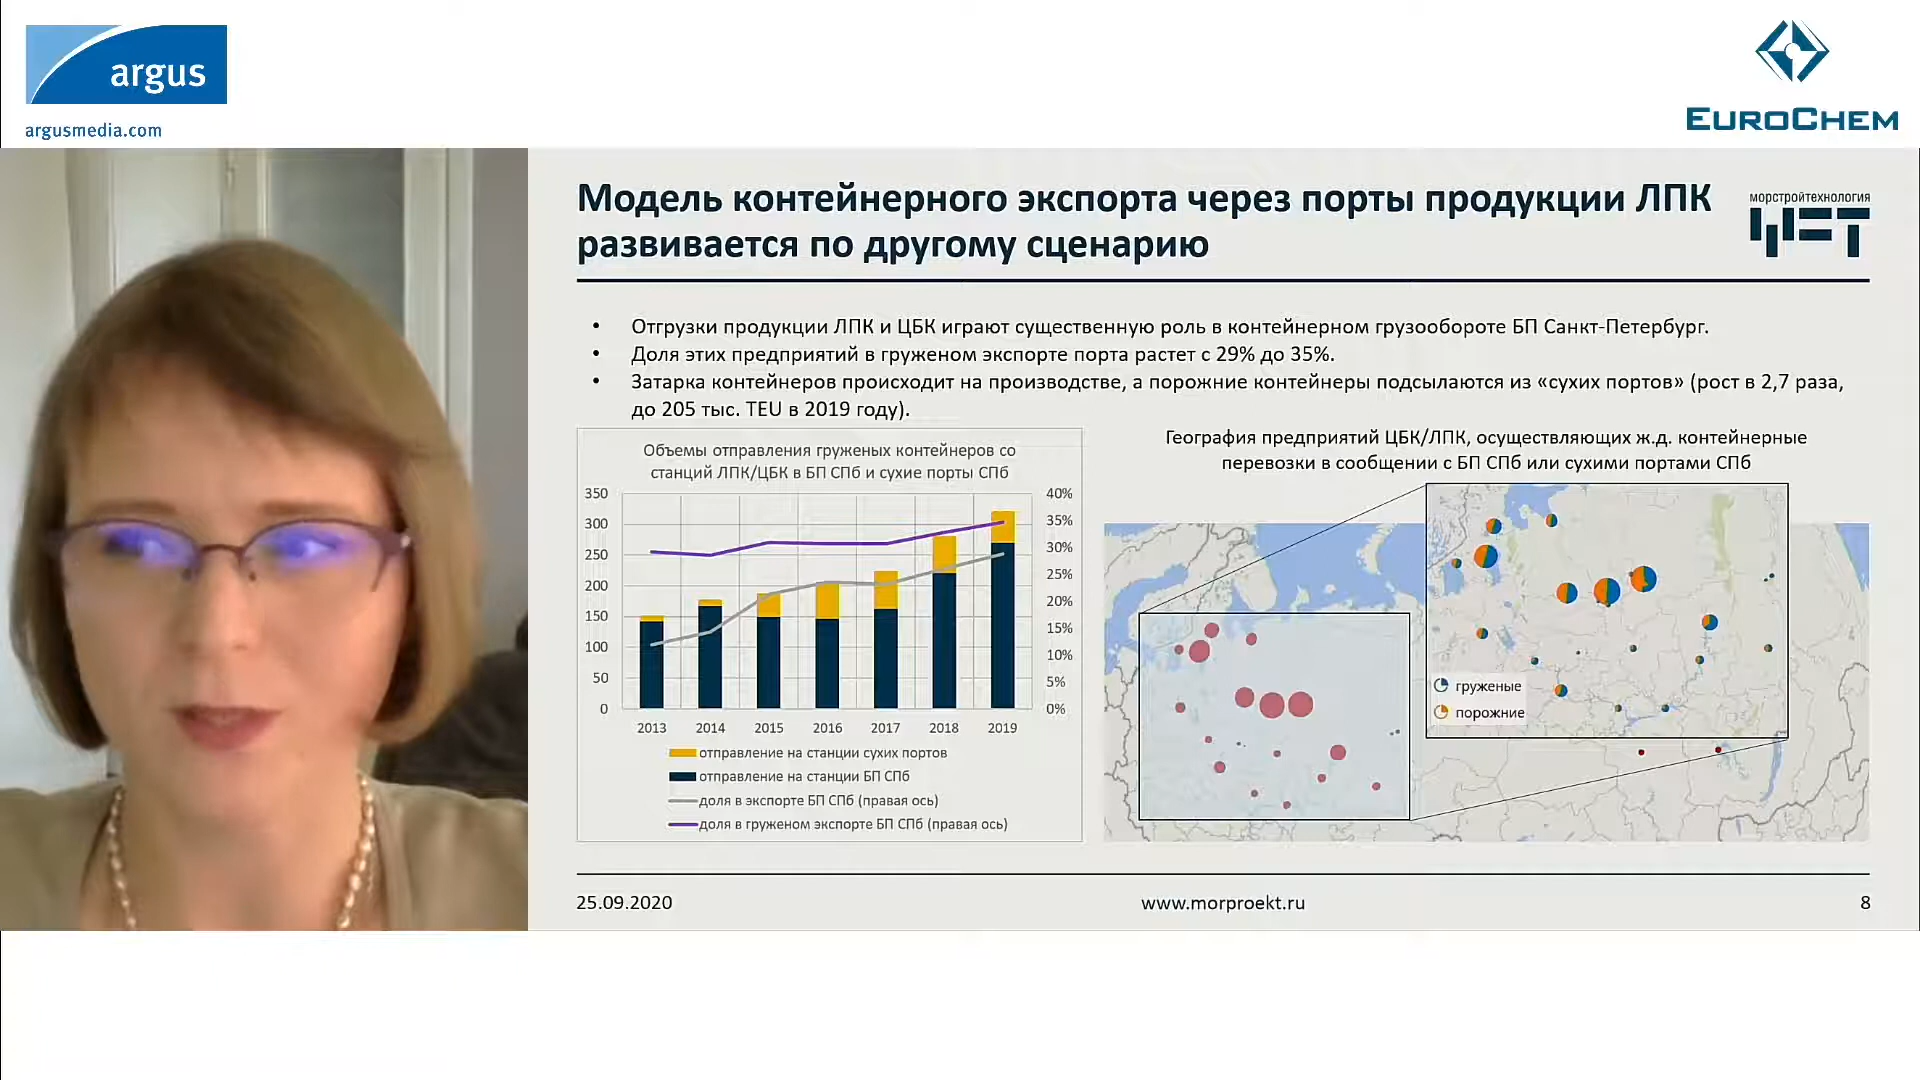 argus
argusmedia.com
EUROCHEM
Модель контейнерного экспорта через порты продукции ЛПК
развивается по другому сценарию
МОРСТРОЙТЕХНОЛОГИЯ
• Отгрузки продукции ЛПК и ЦБК играют существенную роль в контейнерном грузообороте БП Санкт-Петербург.
• Доля этих предприятий в груженом экспорте порта растет с 29% до 35%.
• Затарка контейнеров происходит на производстве, а порожние контейнеры подсылаются из «сухих портов» (рост в 2,7 раза,
до 205 тыс. TEU в 2019 году).
Объемы отправления груженых контейнеров со
станций ЛПК/ЦБК в БП СПб и сухие порты СПб
350 40%
300 35%
250 30%
200 25%
150 20%
100 15%
50 10%
0 5%
0%
2013 2014 2015 2016 2017 2018 2019
отправление на станции сухих портов
отправление на станции БП СПб
доля в экспорте БП СПб (правая ось)
доля в груженом экспорте БП СПб (правая ось)
География предприятий ЦБК/ЛПК, осуществляющих ж.д. контейнерные
перевозки в сообщении с БП СПб или сухими портами СПб
груженые
порожние
25.09.2020
www.morproekt.ru
8